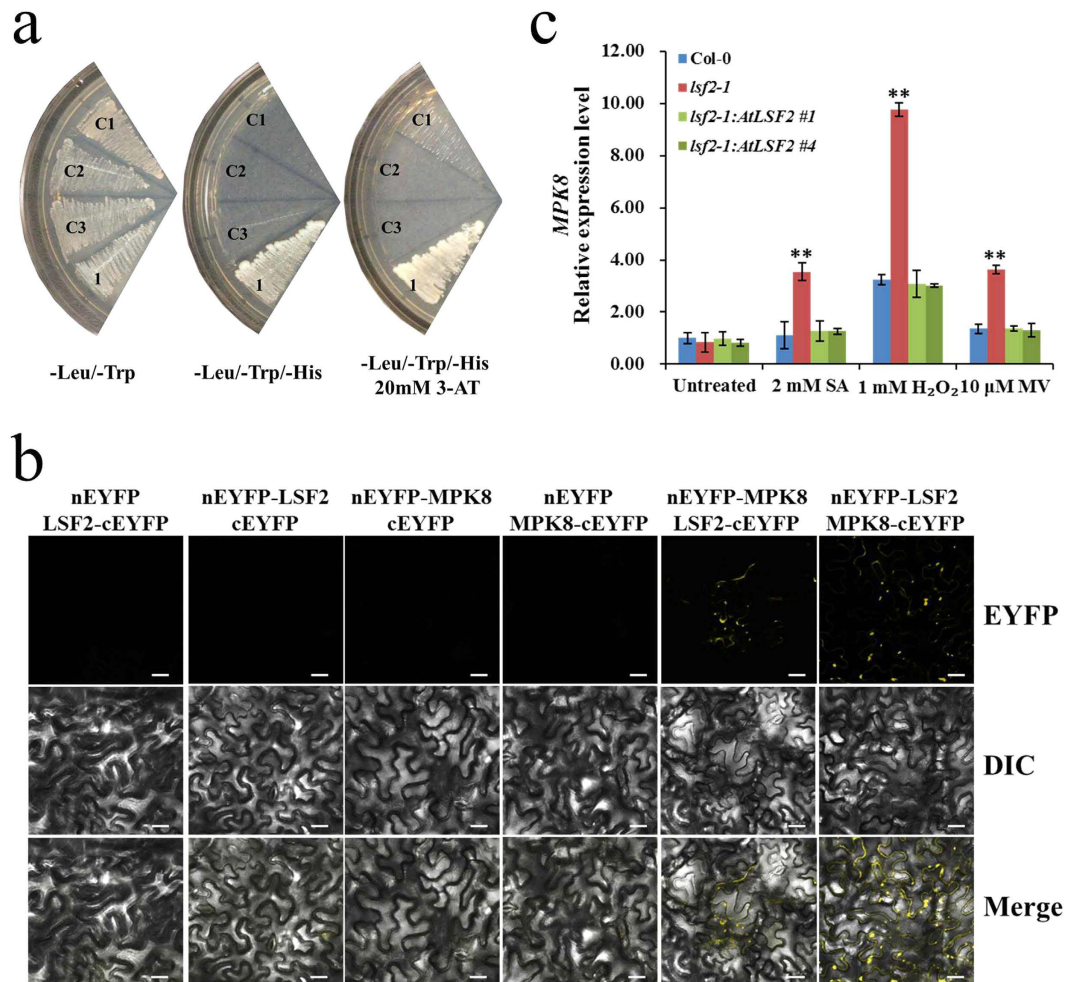 a
C1
C2
C3
1
-Leu/-Trp
C1
C2
C3
1
-Leu/-Trp/-His
C1
C2
C3
1
-Leu/-Trp/-His
20mM 3-AT
c
MPK8
Relative expression level
12.00
10.00
8.00
6.00
4.00
2.00
0.00
Col-0
lsf2-1
lsf2-1:AtLSF2 #1
lsf2-1:AtLSF2 #4
**
**
**
Untreated
2 mM SA
1 mM H₂O₂
10 μM MV
b
nEYFP
LSF2-cEYFP
nEYFP-LSF2
cEYFP
nEYFP-MPK8
cEYFP
nEYFP
MPK8-cEYFP
nEYFP-MPK8
LSF2-cEYFP
nEYFP-LSF2
MPK8-cEYFP
EYFP
DIC
Merge